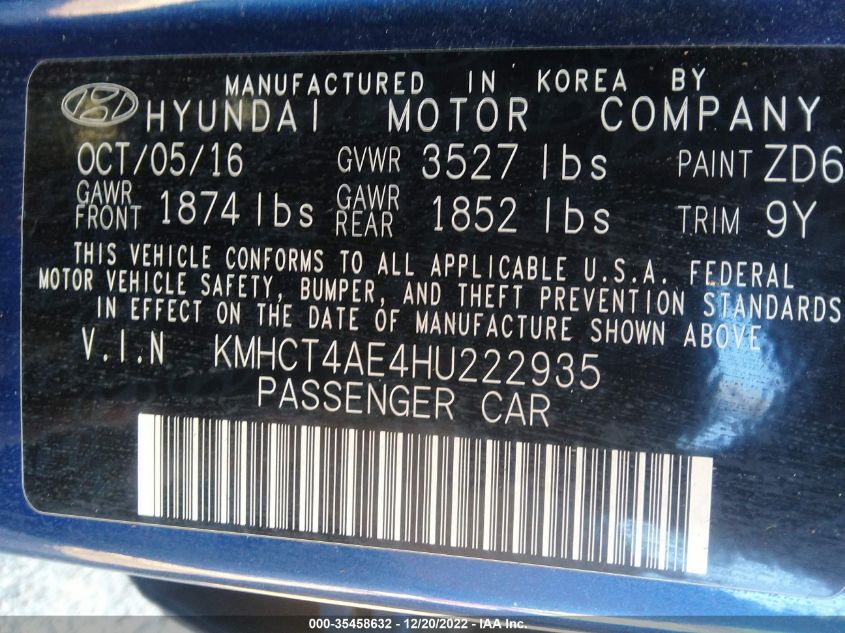 MANUFACTURED IN KOREA BY
HYUNDAI MOTOR COMPANY
OCT/05/16 GVWR 3527 lbs PAINT ZD6
GAWR FRONT 1874 lbs GAWR REAR 1852 lbs TRIM 9Y
THIS VEHICLE CONFORMS TO ALL APPLICABLE U.S.A. FEDERAL
MOTOR VEHICLE SAFETY, BUMPER, AND THEFT PREVENTION STANDARDS
IN EFFECT ON THE DATE OF MANUFACTURE SHOWN ABOVE
V.I.N KMHCT4AE4HU222935
PASSENGER CAR
000-35458632 - 12/20/2022 - IAA Inc.